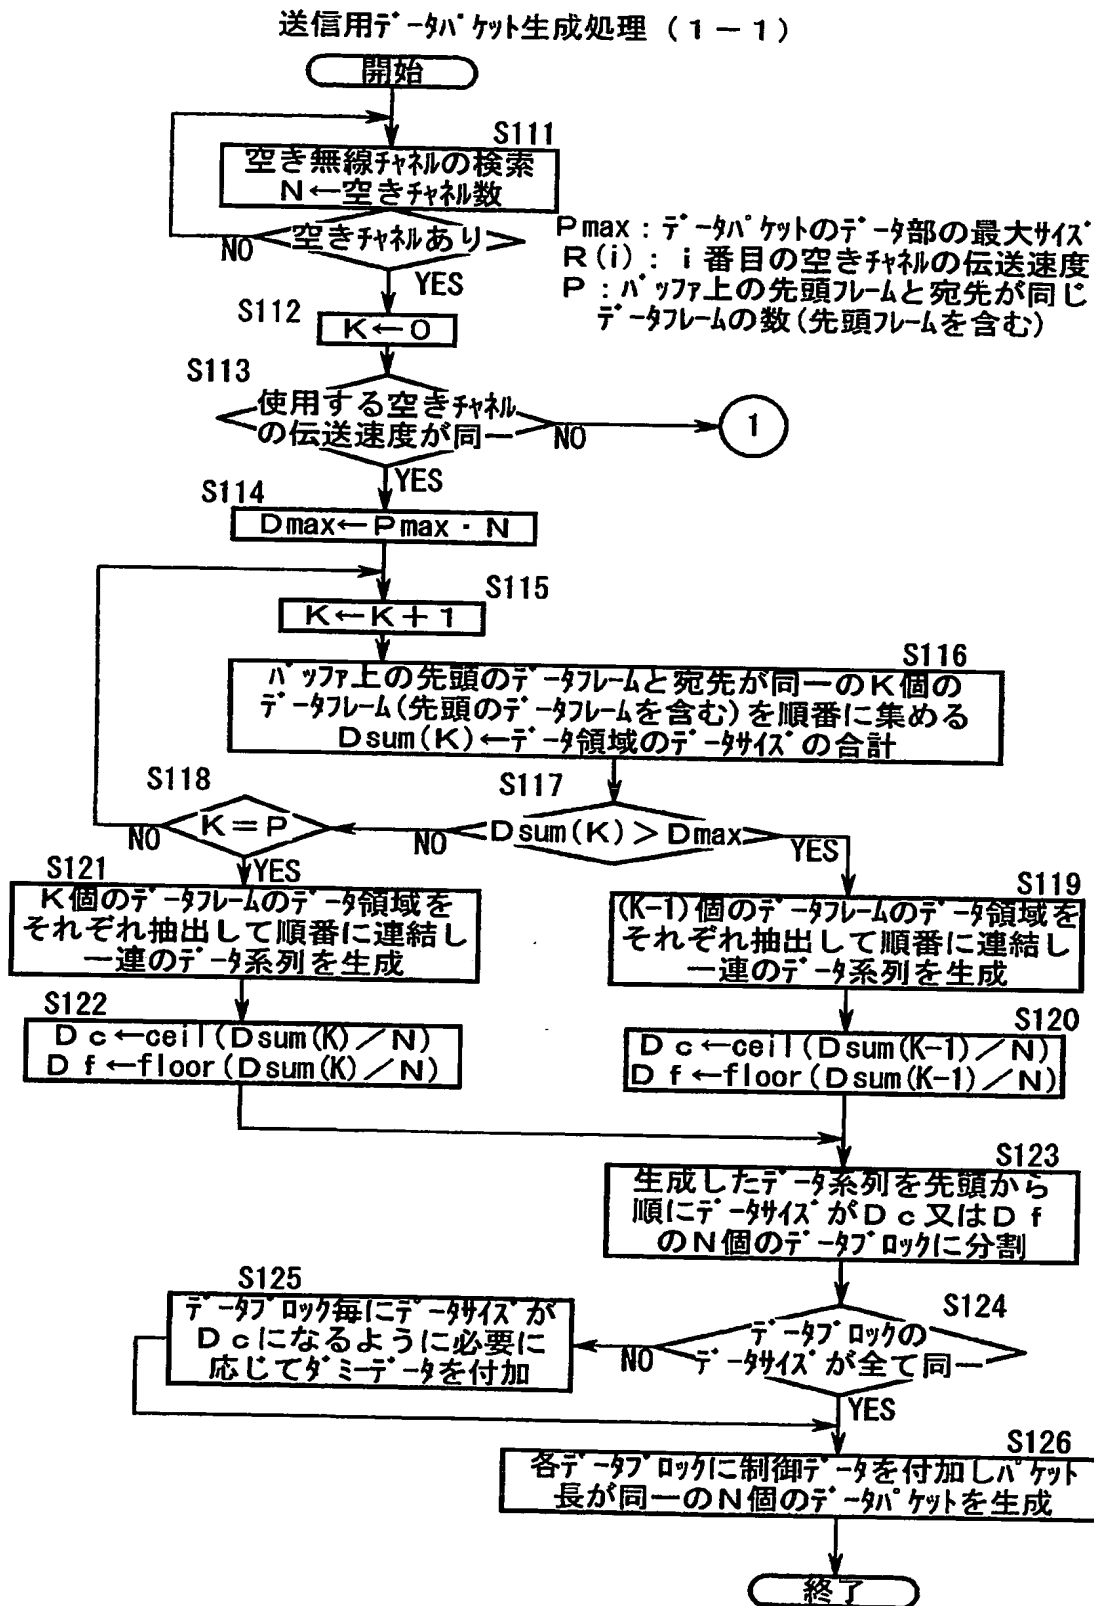 送信用データパケット生成処理（１－１）
開始
S111
空き無線チャネルの検索
N←空きチャネル数
空きチャネルあり
NO
YES
Pmax：データパケットのデータ部の最大サイズ
R(i)：i番目の空きチャネルの伝送速度
P：バッファ上の先頭フレームと宛先が同じ
データフレームの数(先頭フレームを含む)
S112
K←0
S113
使用する空きチャネル
の伝送速度が同一
NO
1
YES
S114
Dmax←Pmax・N
S115
K←K＋1
S116
バッファ上の先頭のデータフレームと宛先が同一のK個の
データフレーム(先頭のデータフレームを含む)を順番に集める
Dsum(K)←データ領域のデータサイズの合計
S118
K＝P
NO
YES
S117
Dsum(K)＞Dmax
NO
YES
S121
K個のデータフレームのデータ領域を
それぞれ抽出して順番に連結し
一連のデータ系列を生成
S119
(K-1)個のデータフレームのデータ領域を
それぞれ抽出して順番に連結し
一連のデータ系列を生成
S122
Dc←ceil(Dsum(K)／N)
Df←floor(Dsum(K)／N)
S120
Dc←ceil(Dsum(K-1)／N)
Df←floor(Dsum(K-1)／N)
S123
生成したデータ系列を先頭から
順にデータサイズがDc又はDf
のN個のデータブロックに分割
S125
データブロック毎にデータサイズが
Dcになるように必要に
応じてダミーデータを付加
S124
データブロックの
データサイズが全て同一
NO
YES
S126
各データブロックに制御データを付加しパケット
長が同一のN個のデータパケットを生成
終了